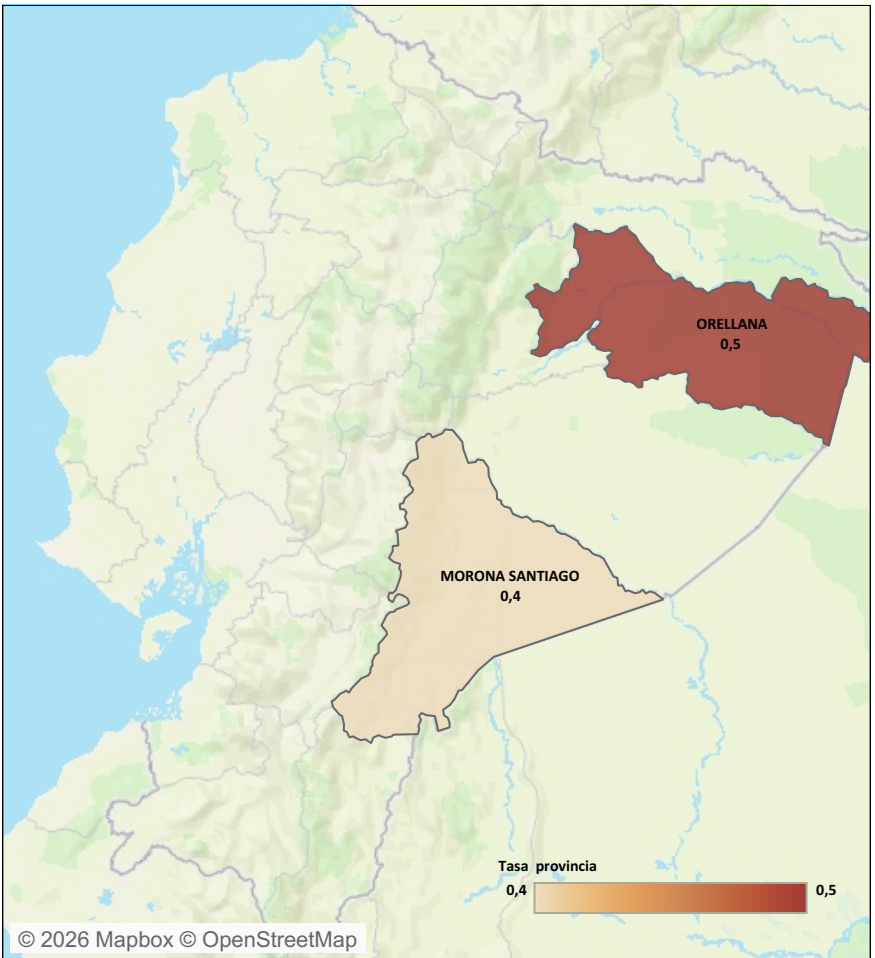 ORELLANA
0,5
MORONA SANTIAGO
0,4
Tasa provincia
0,4
0,5
© 2026 Mapbox © OpenStreetMap